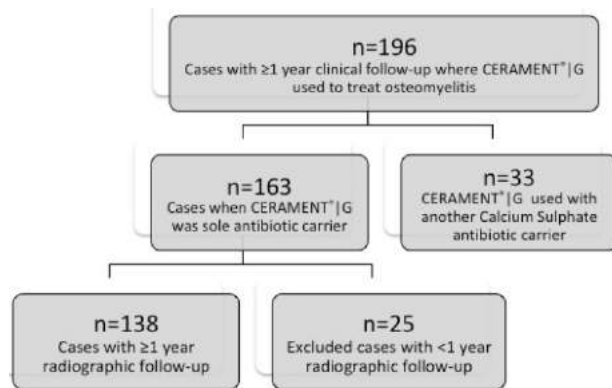 n=196
Cases with ≥1 year clinical follow-up where CERAMENT®|G
used to treat osteomyelitis
n=163
Cases when CERAMENT®|G
was sole antibiotic
carrier
n=33
CERAMENT®|G used with
another Calcium Sulphate
antibiotic carrier
n=138
Cases with ≥1 year
radiographic follow-up
n=25
Excluded cases with <1 year
radiographic follow-up